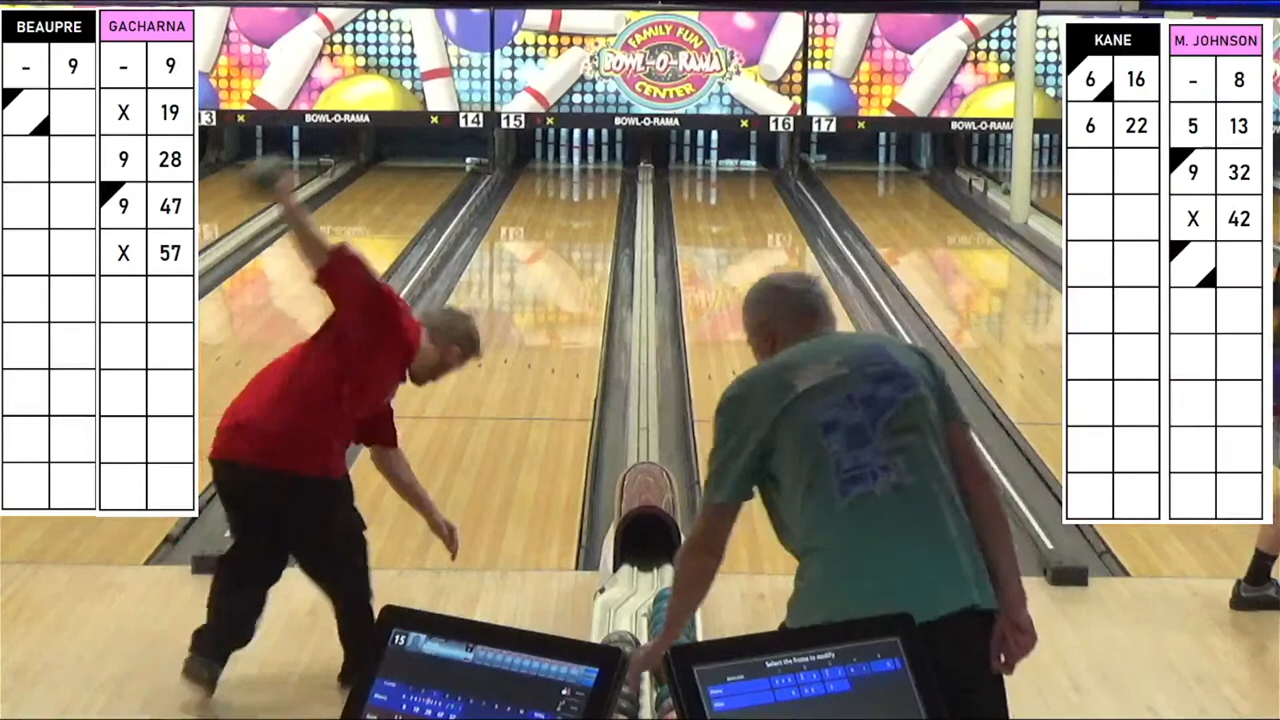 BEAUPRE
- 9
GACHARNA
- 9
X 19
9 28
9 47
X 57
KANE
6 16
6 22
M. JOHNSON
- 8
5 13
9 32
X 42
FAMILY FUN
BOWL-O-RAMA
CENTER
13 BOWL-O-RAMA 14
15 BOWL-O-RAMA 16
17 BOWL-O-RAMA
15
Select the frame to modify